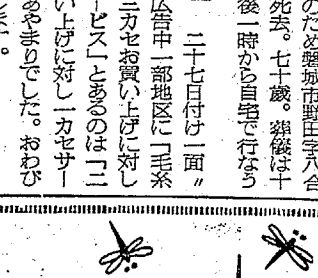 のため磐城市野田字八合
死去。七十歳。葬儀は十
後一時から自宅で行なう
二十七日付け一面〃
広告中一部地区に「毛糸
ニカセお買い上げに対し
ービス」とあるのは「二
い上げに対し一カセサー
あやまりでした。おわび
します。